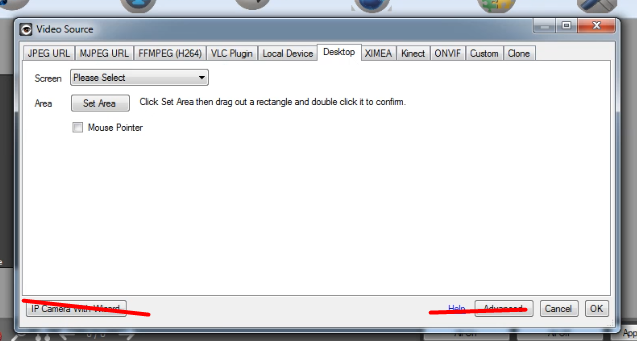 Video Source
JPEG URL MJPEG URL FFMPEG (H264) VLC Plugin Local Device Desktop XIMEA Kinect ONVIF Custom Clone
Screen Please Select
Area Set Area Click Set Area then drag out a rectangle and double click it to confirm.
Mouse Pointer
IP Camera With Wizard Help Advanced Cancel OK
App